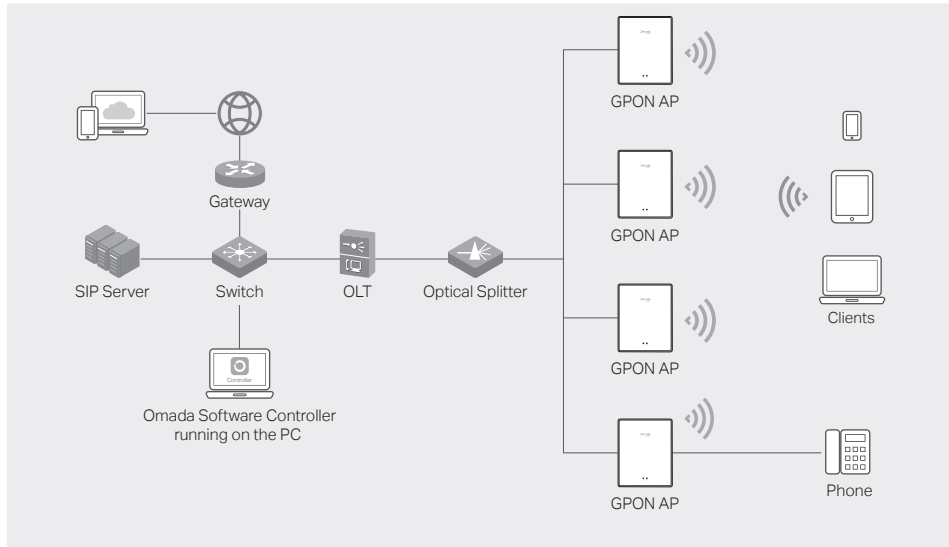 GPON AP
Gateway
GPON AP
SIP Server
Switch
OLT
Optical Splitter
Clients
Controller
GPON AP
Omada Software Controller
running on the PC
GPON AP
Phone